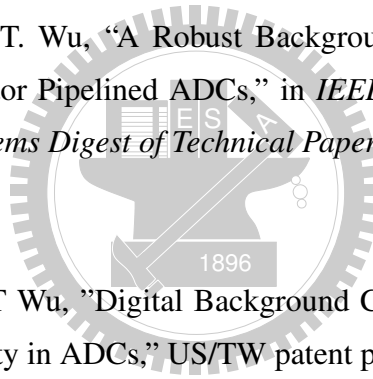 T. Wu, “A Robust Backgrou
or Pipelined ADCs,” in IEEE
ems Digest of Technical Paper
E S A
1896
T Wu, ”Digital Background C
ty in ADCs,” US/TW patent p